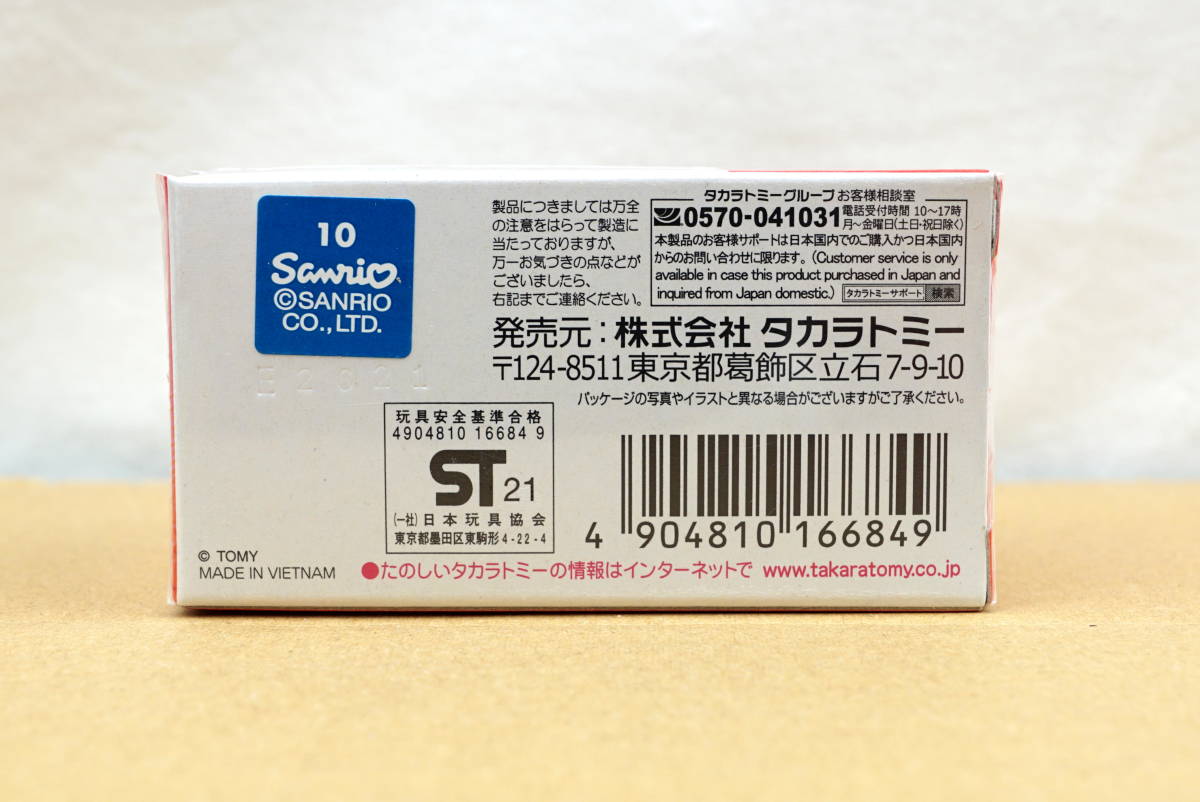 10
Sanrio
©SANRIO
CO.,LTD.
E2021
製品につきましては万全
の注意をはらって製造に
当たっておりますが、
万一お気づきの点などが
ございましたら、
右記までご連絡ください。
タカラトミーグループお客様相談室
0570-041031 電話受付時間 10〜17時
月〜金曜日(土日・祝日除く)
本製品のお客様サポートは日本国内でのご購入かつ日本国内
からのお問い合わせに限ります。(Customer service is only
available in case this product purchased in Japan and
inquired from Japan domestic.) タカラトミーサポート 検索
発売元:株式会社 タカラトミー
〒124-8511東京都葛飾区立石7-9-10
パッケージの写真やイラストと異なる場合がございますがご了承ください。
玩具安全基準合格
4904810 16684 9
ST 21
(一社)日本玩具協会
東京都墨田区東駒形4-22-4
4 904810 166849
© TOMY
MADE IN VIETNAM
●たのしいタカラトミーの情報はインターネットで www.takaratomy.co.jp